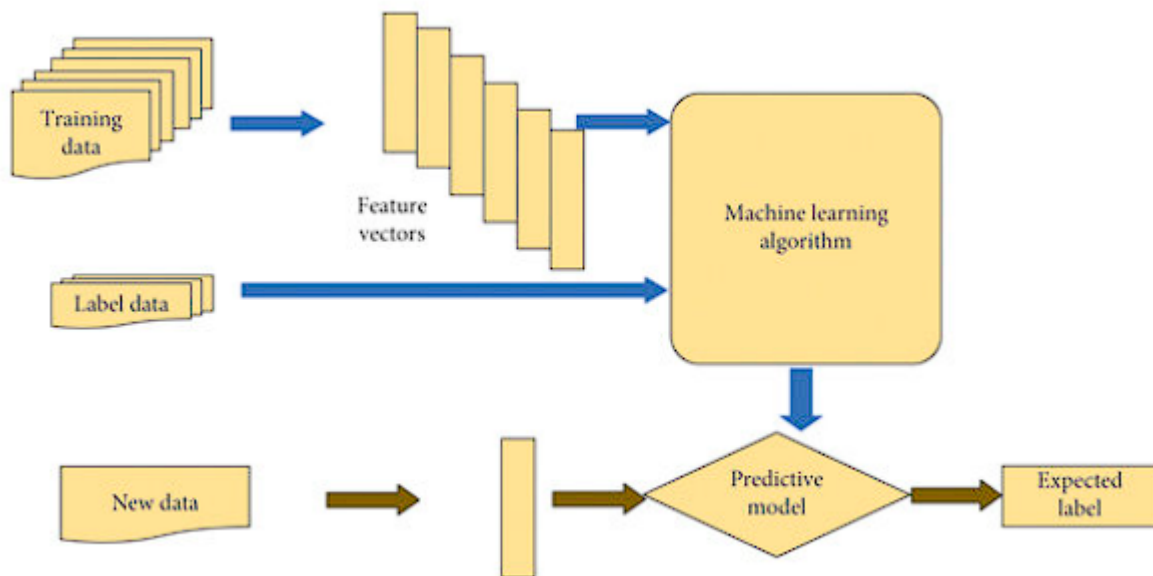 Training
data
Feature
vectors
Machine learning
algorithm
Label data
New data
Predictive
model
Expected
label